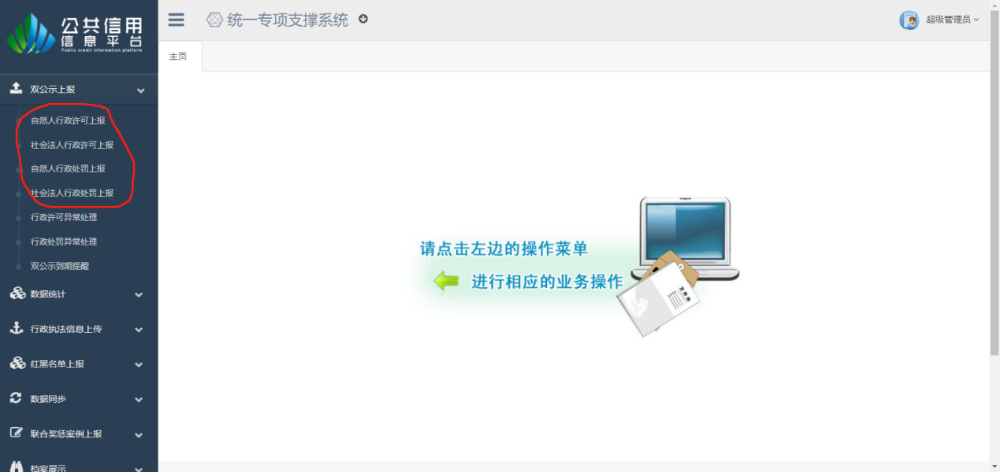 公共信用
信息平台
Public credit information platform
统一专项支撑系统
超级管理员
主页
双公示上报
自然人行政许可上报
社会法人行政许可上报
自然人行政处罚上报
社会法人行政处罚上报
行政许可异常处理
行政处罚异常处理
双公示到期提醒
数据统计
行政执法信息上传
红黑名单上报
数据同步
联合奖惩案例上报
档案展示
请点击左边的操作菜单
进行相应的业务操作